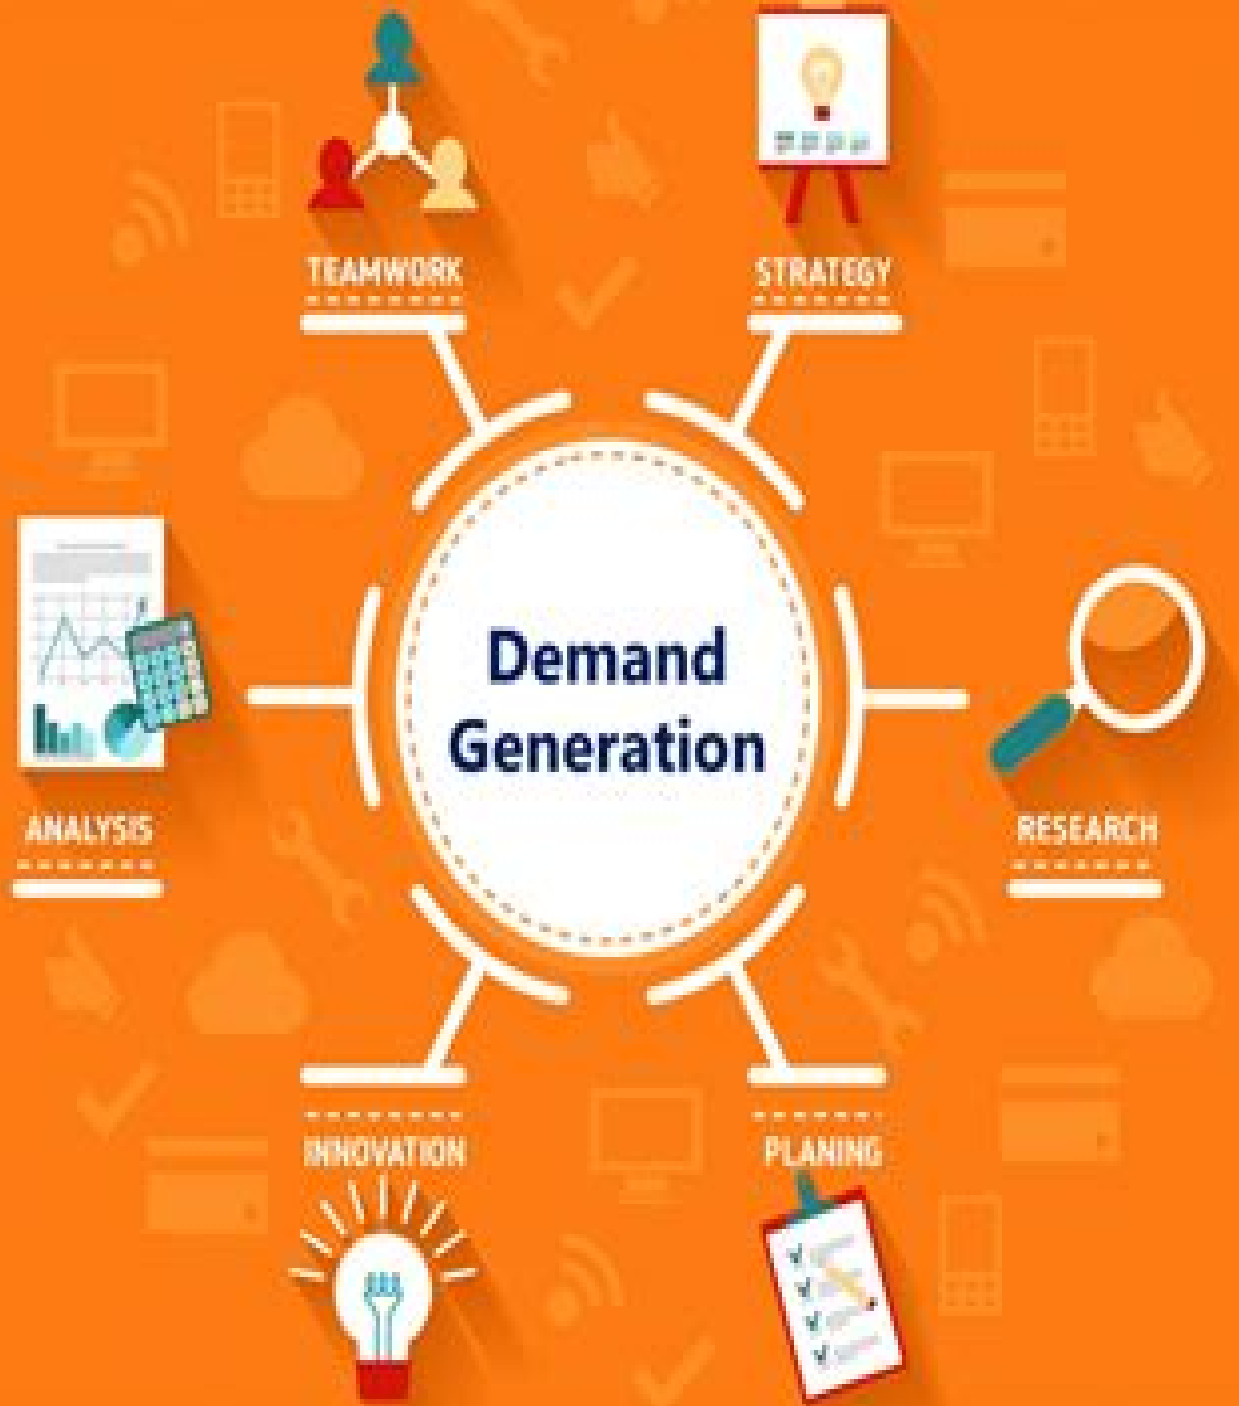 TEAMWORK
STRATEGY
Demand
Generation
ANALYSIS
RESEARCH
INNOVATION
PLANING